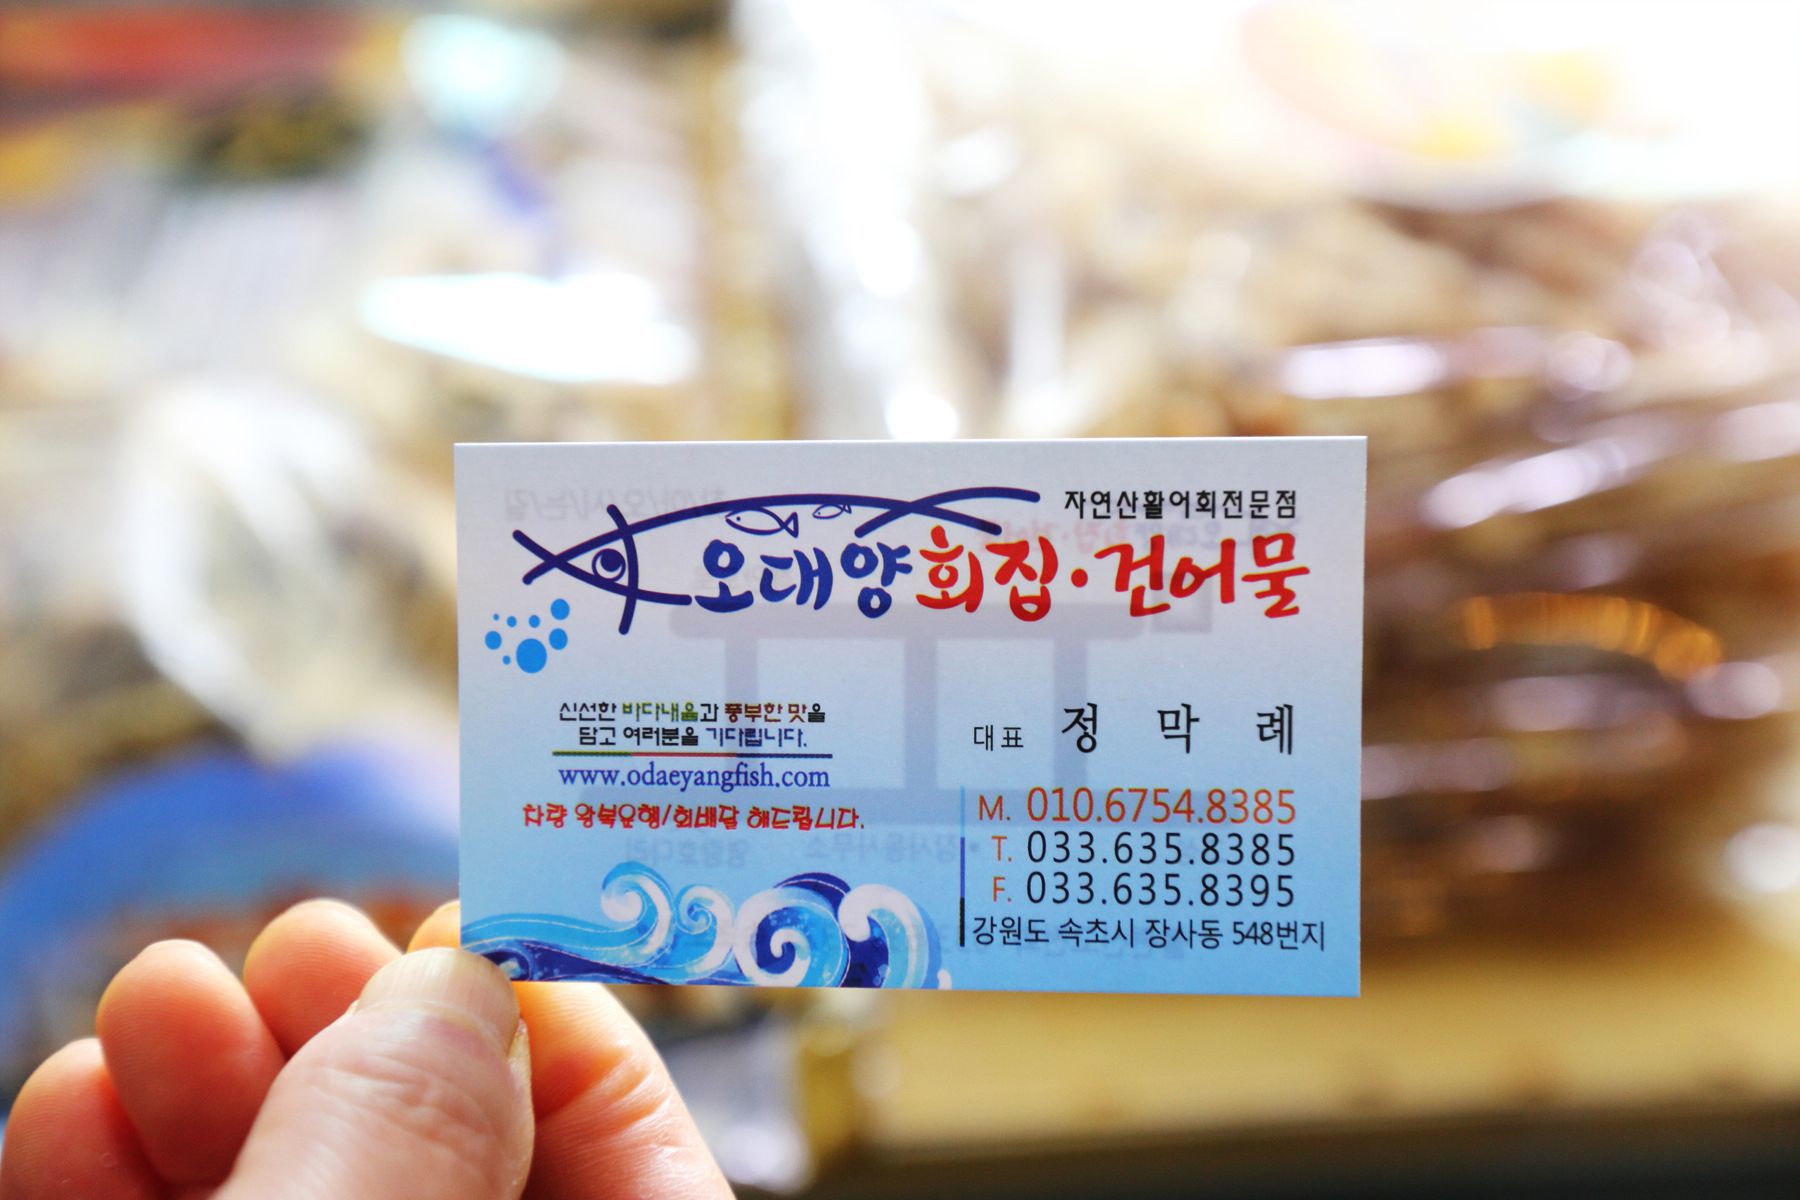 자연산활어회전문점
오대양회집·건어물
신선한 바다내음과 풍부한 맛을
담고 여러분을 기다립니다.
www.odaeyangfish.com
차량 왕복운행/회배달 해드립니다.
대표 정 막 례
M. 010.6754.8385
T. 033.635.8385
F. 033.635.8395
강원도 속초시 장사동 548번지